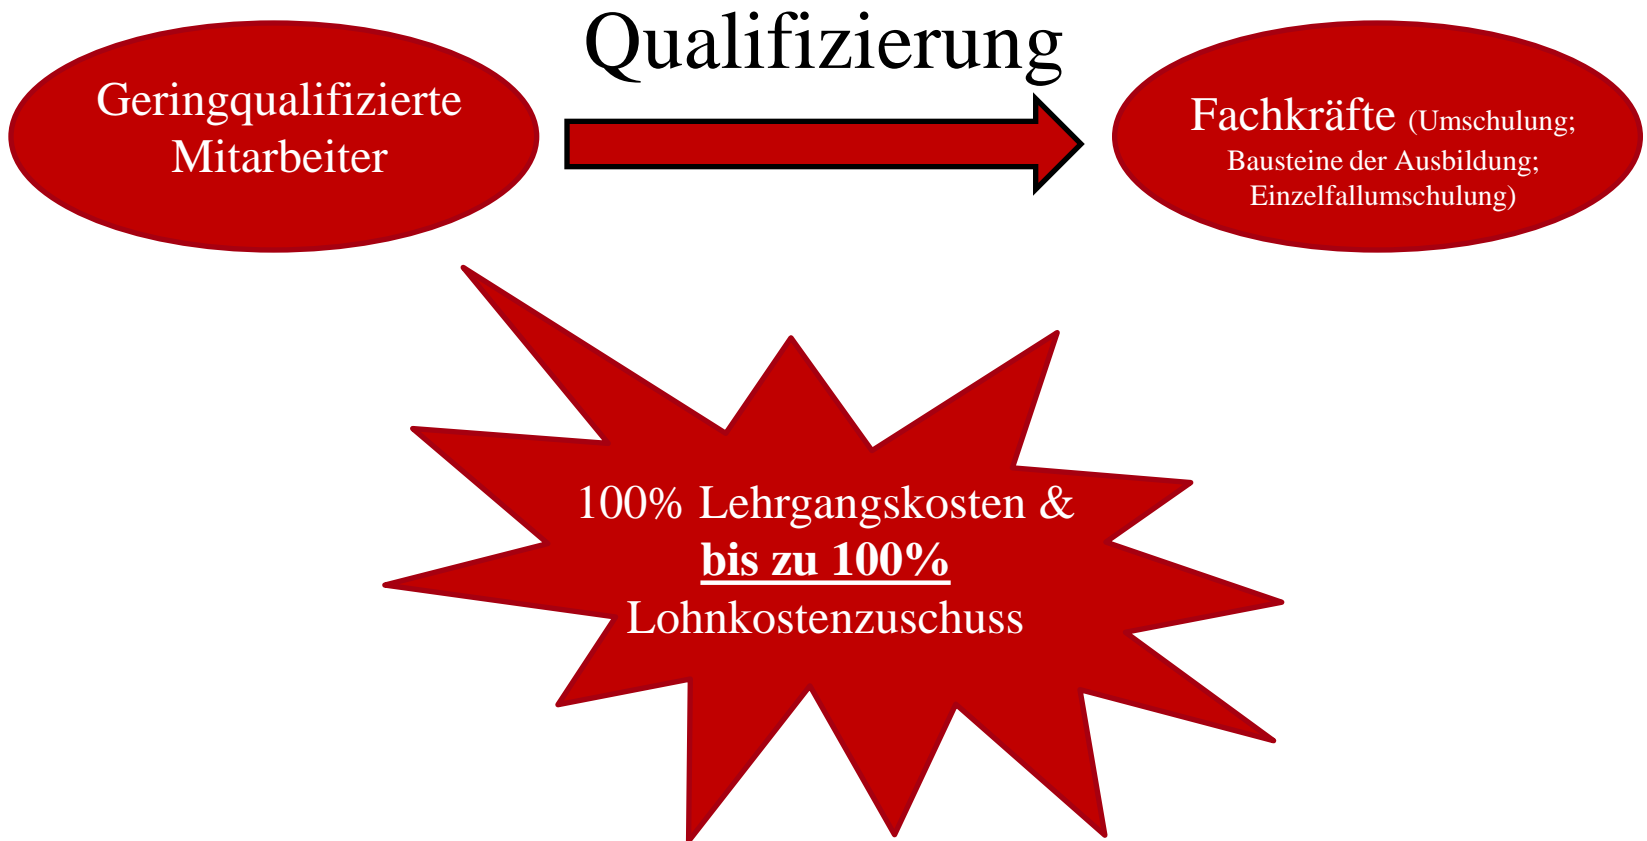 Qualifizierung
Geringqualifizierte
Mitarbeiter
Fachkräfte (Umschulung;
Bausteine der Ausbildung;
Einzelfallumschulung)
100% Lehrgangskosten &
bis zu 100%
Lohnkostenzuschuss